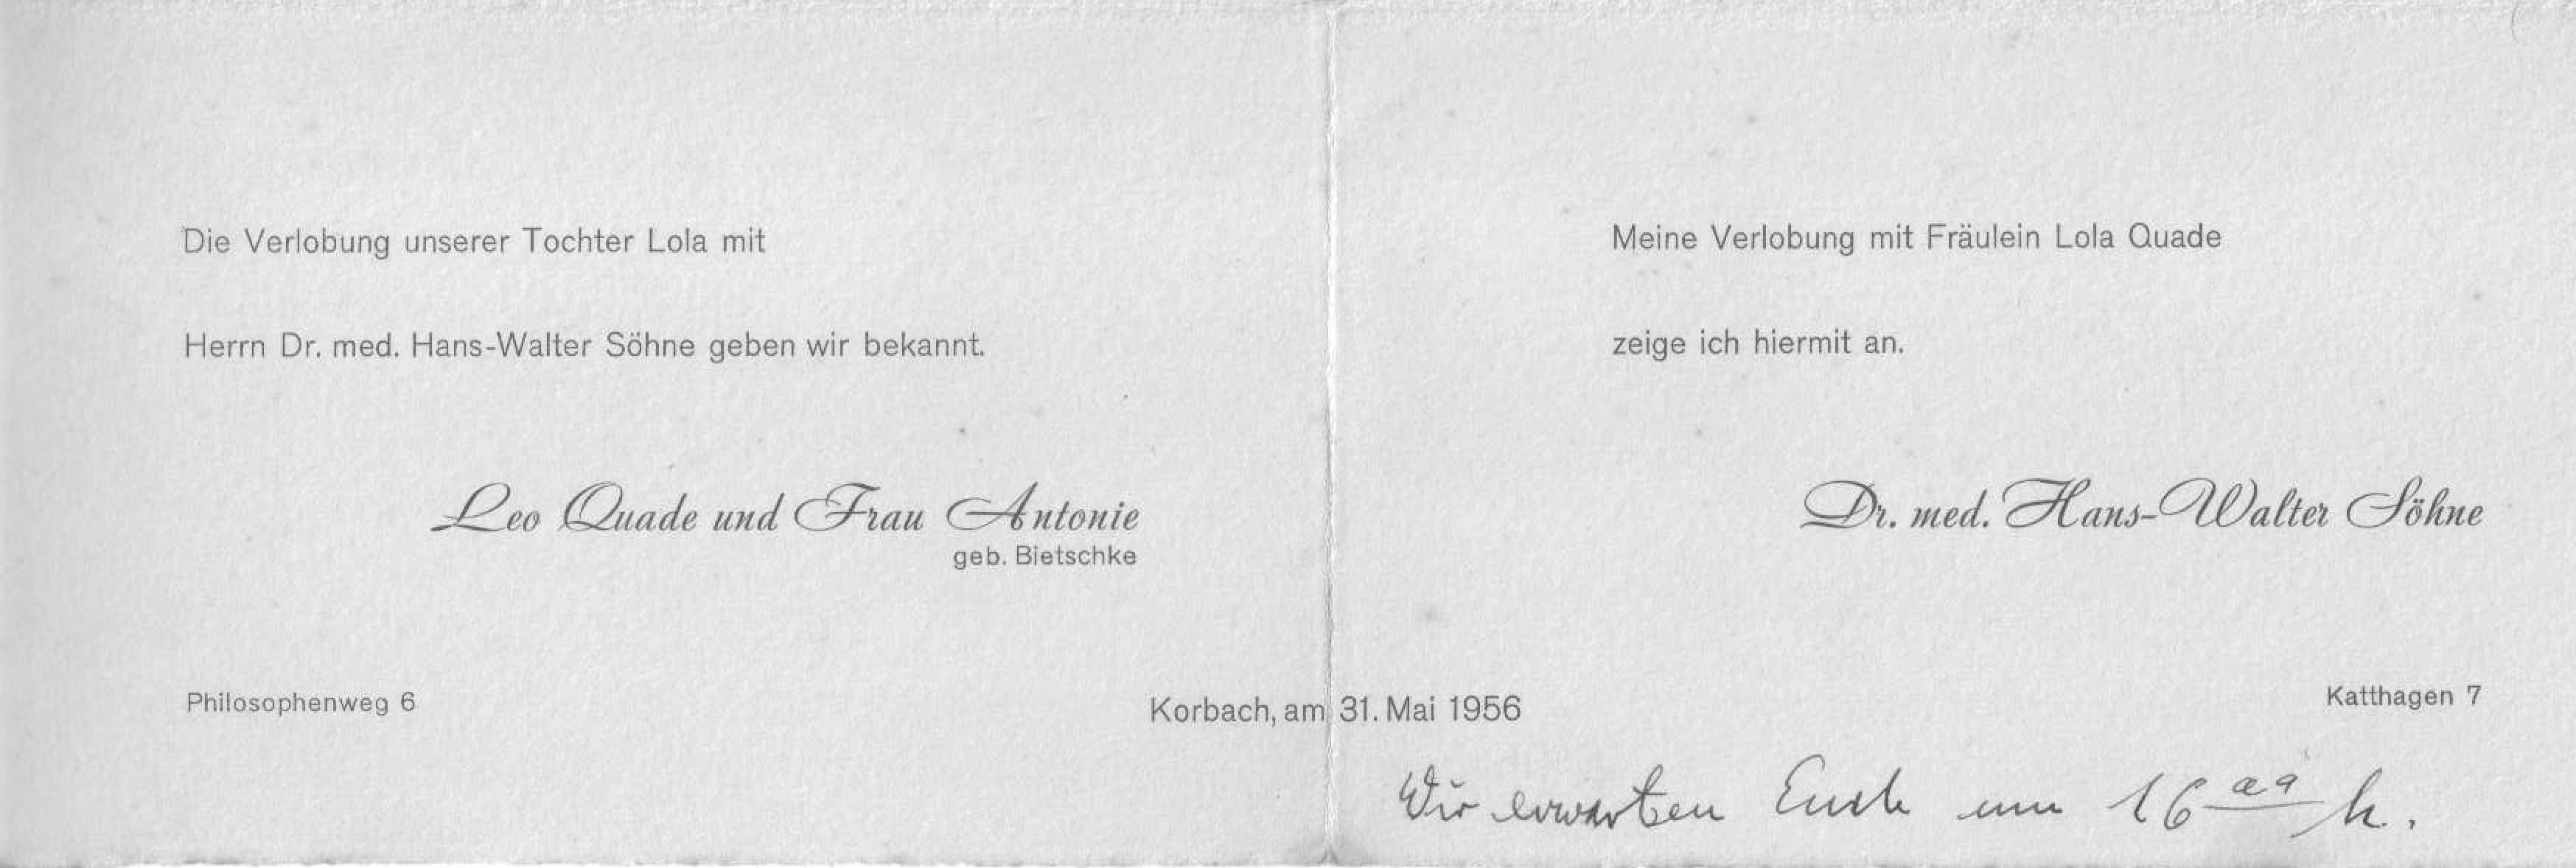 Die Verlobung unserer Tochter Lola mit
Herrn Dr. med. Hans-Walter Söhne geben wir bekannt.
Leo Quade und Frau Antonie
geb. Bietschke
Philosophenweg 6
Meine Verlobung mit Fräulein Lola Quade
zeige ich hiermit an.
Dr. med. Hans-Walter Söhne
Katthagen 7
Korbach, am 31. Mai 1956
Wir erwarten Euch um 16 00 h.